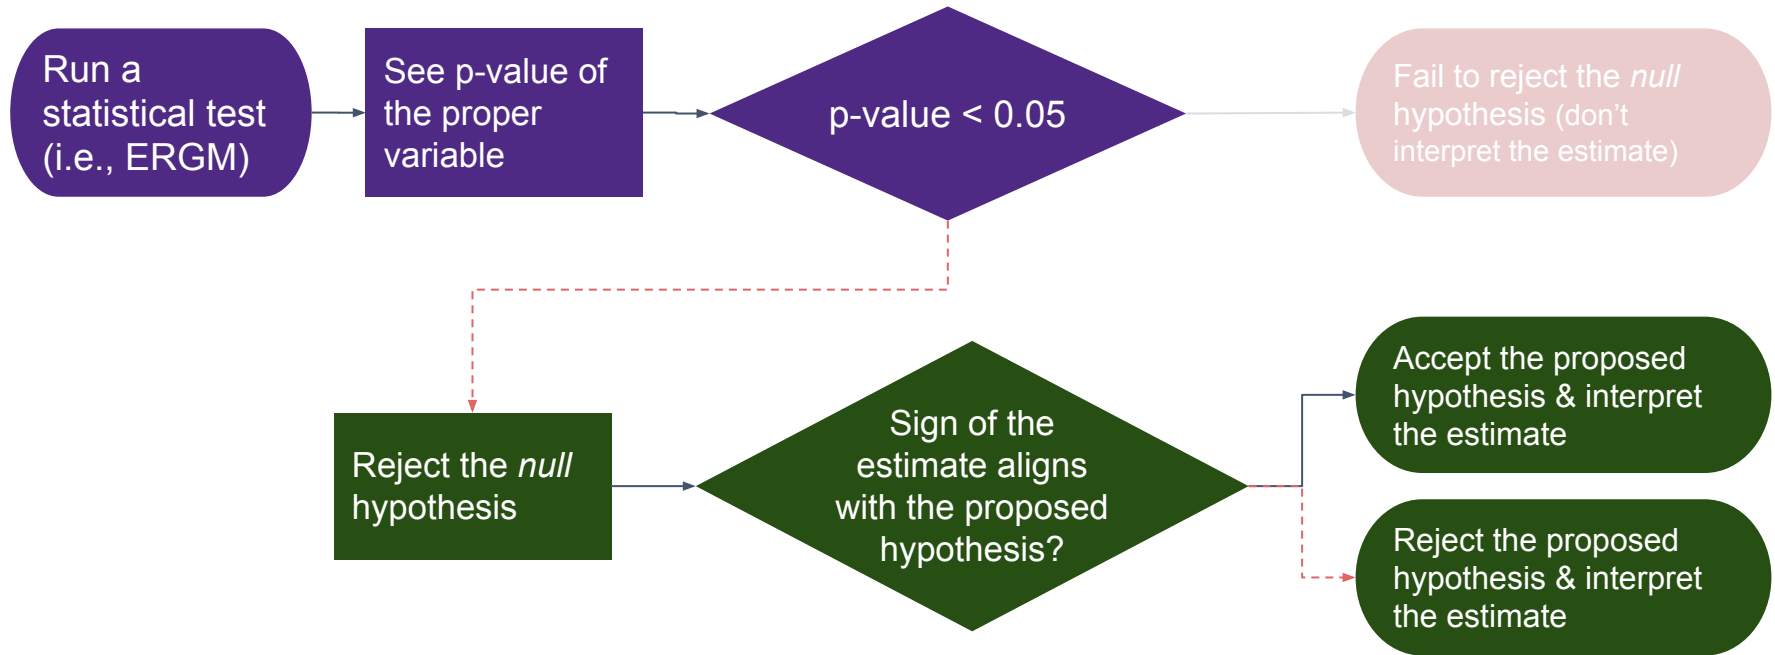 Run a
statistical test
(i.e., ERGM)
See p-value of
the proper
variable
p-value < 0.05
Fail to reject the null
hypothesis (don't
interpret the estimate)
Reject the null
hypothesis
Sign of the
estimate aligns
with the proposed
hypothesis?
Accept the proposed
hypothesis & interpret
the estimate
Reject the proposed
hypothesis & interpret
the estimate